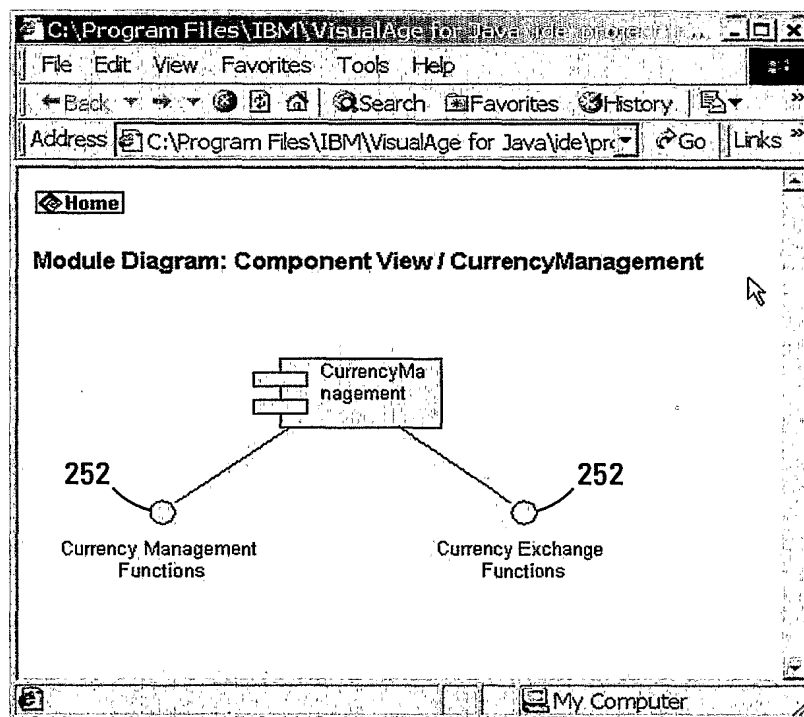 C:\Program Files\IBM\VisualAge for Java\ide\project
File Edit View Favorites Tools Help
Back Search Favorites History »
Address C:\Program Files\IBM\VisualAge for Java\ide\pro Go Links »
Home
Module Diagram: Component View / CurrencyManagement
CurrencyMa
nagement
252 252
Currency Management Currency Exchange
Functions Functions
My Computer